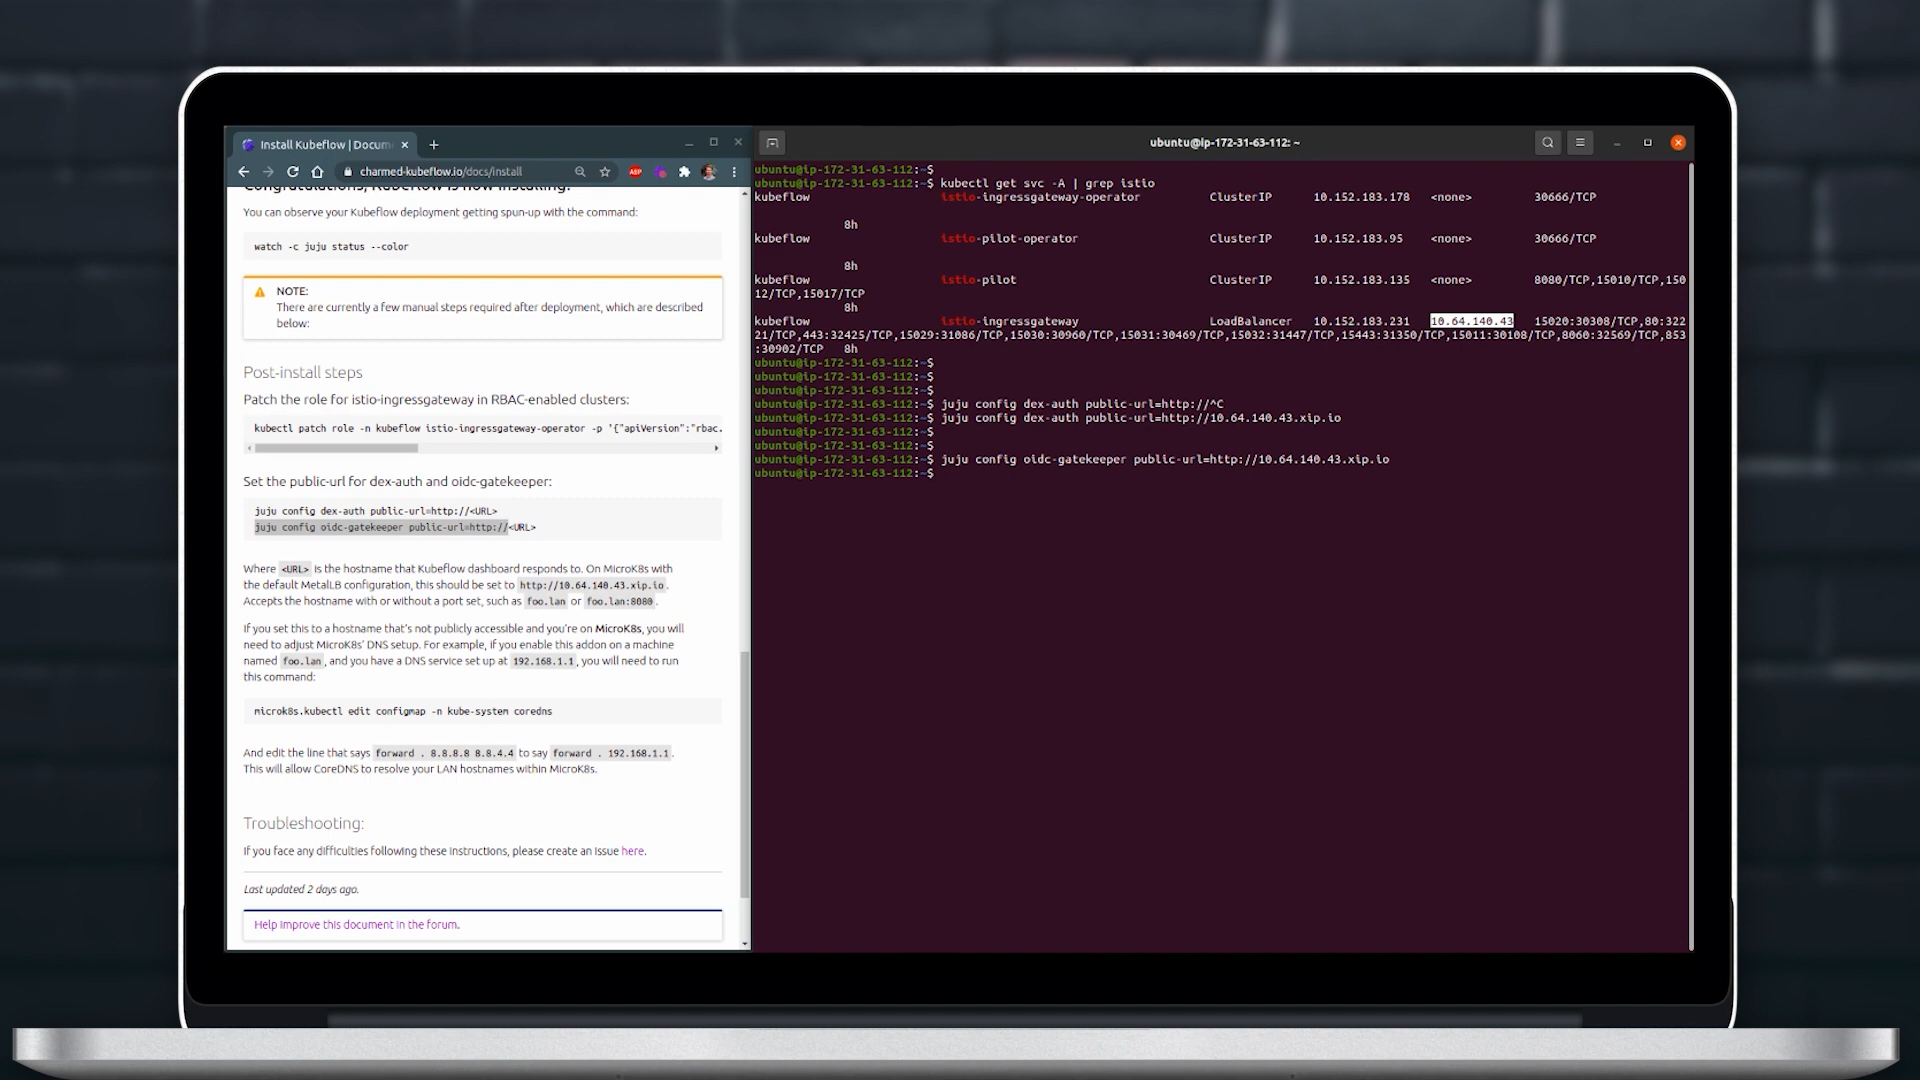 Install Kubeflow | Docum
charmed-kubeflow.io/docs/install
ABP
Congratulations, Kubeflow is now installing!
You can observe your Kubeflow deployment getting spun-up with the command:
watch -c juju status --color
NOTE:
There are currently a few manual steps required after deployment, which are described
below:
Post-install steps
Patch the role for istio-ingressgateway in RBAC-enabled clusters:
kubectl patch role -n kubeflow istio-ingressgateway-operator -p '{"apiVersion":"rbac.
Set the public-url for dex-auth and oidc-gatekeeper:
juju config dex-auth public-url=http://<URL>
juju config oidc-gatekeeper public-url=http://<URL>
Where <URL> is the hostname that Kubeflow dashboard responds to. On MicroK8s with
the default MetalLB configuration, this should be set to http://10.64.140.43.xip.io.
Accepts the hostname with or without a port set, such as foo.lan or foo.lan:8080.
If you set this to a hostname that's not publicly accessible and you're on MicroK8s, you will
need to adjust MicroK8s' DNS setup. For example, if you enable this addon on a machine
named foo.lan, and you have a DNS service set up at 192.168.1.1, you will need to run
this command:
microk8s.kubectl edit configmap -n kube-system coredns
And edit the line that says forward . 8.8.8.8 8.8.4.4 to say forward . 192.168.1.1.
This will allow CoreDNS to resolve your LAN hostnames within MicroK8s.
Troubleshooting:
If you face any difficulties following these instructions, please create an issue here.
Last updated 2 days ago.
Help improve this document in the forum.
ubuntu@ip-172-31-63-112: ~
ubuntu@ip-172-31-63-112:~$
ubuntu@ip-172-31-63-112:~$ kubectl get svc -A | grep istio
kubeflow istio-ingressgateway-operator ClusterIP 10.152.183.178 <none> 30666/TCP
8h
kubeflow istio-pilot-operator ClusterIP 10.152.183.95 <none> 30666/TCP
8h
kubeflow istio-pilot ClusterIP 10.152.183.135 <none> 8080/TCP,15010/TCP,150
12/TCP,15017/TCP
8h
kubeflow istio-ingressgateway LoadBalancer 10.152.183.231 10.64.140.43 15020:30308/TCP,80:322
21/TCP,443:32425/TCP,15029:31086/TCP,15030:30960/TCP,15031:30469/TCP,15032:31447/TCP,15443:31350/TCP,15011:30108/TCP,8060:32569/TCP,853
:30902/TCP 8h
ubuntu@ip-172-31-63-112:~$
ubuntu@ip-172-31-63-112:~$
ubuntu@ip-172-31-63-112:~$
ubuntu@ip-172-31-63-112:~$ juju config dex-auth public-url=http://^C
ubuntu@ip-172-31-63-112:~$ juju config dex-auth public-url=http://10.64.140.43.xip.io
ubuntu@ip-172-31-63-112:~$
ubuntu@ip-172-31-63-112:~$
ubuntu@ip-172-31-63-112:~$ juju config oidc-gatekeeper public-url=http://10.64.140.43.xip.io
ubuntu@ip-172-31-63-112:~$